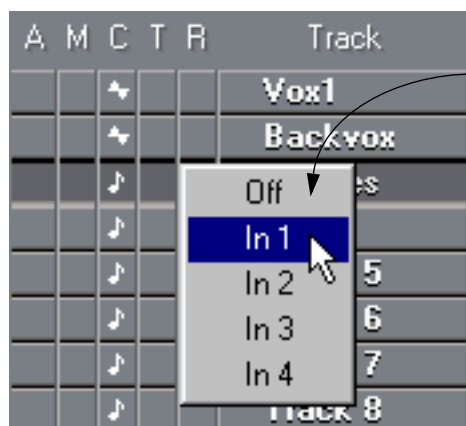 A M C T R Track
Vox1
Backvox
Off
In 1
In 2
5
In 3
6
In 4
7
Track 8